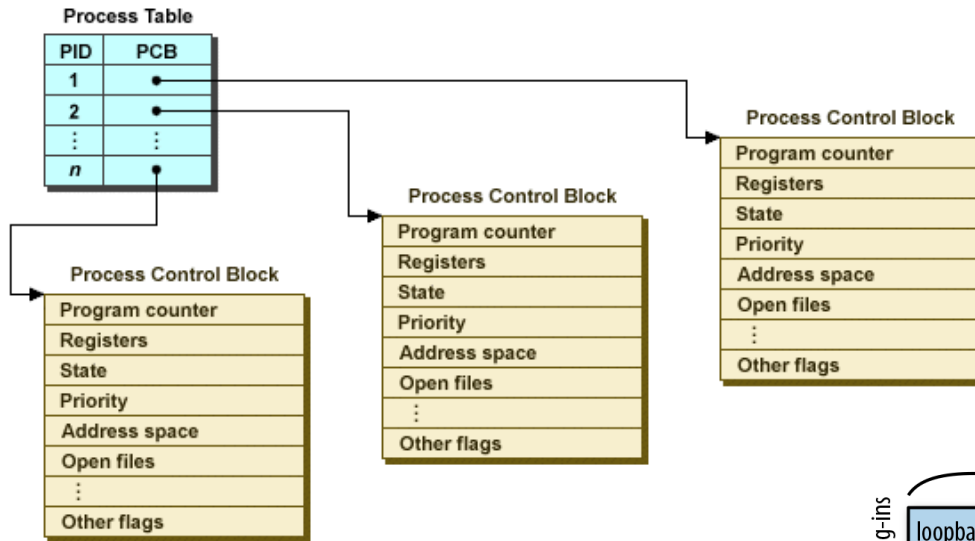 Process Table
PID PCB
1
2
⋮ ⋮
n
Process Control Block
Program counter
Registers
State
Priority
Address space
Open files
⋮
Other flags
Process Control Block
Program counter
Registers
State
Priority
Address space
Open files
⋮
Other flags
Process Control Block
Program counter
Registers
State
Priority
Address space
Open files
⋮
Other flags